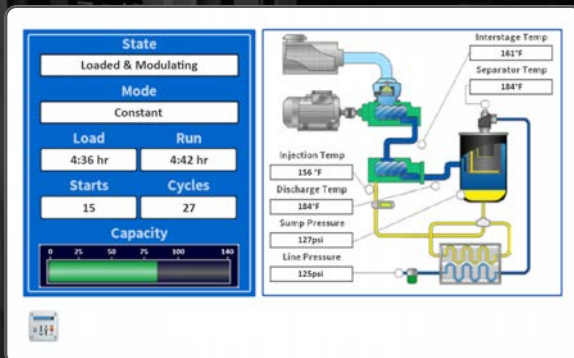 State
Loaded & Modulating
Mode
Constant
Load Run
4:36 hr 4:42 hr
Starts Cycles
15 27
Capacity
0 25 50 75 100 140
Interstage Temp
161°F
Separator Temp
184°F
Injection Temp
156 °F
Discharge Temp
184°F
Sump Pressure
127psi
Line Pressure
125psi